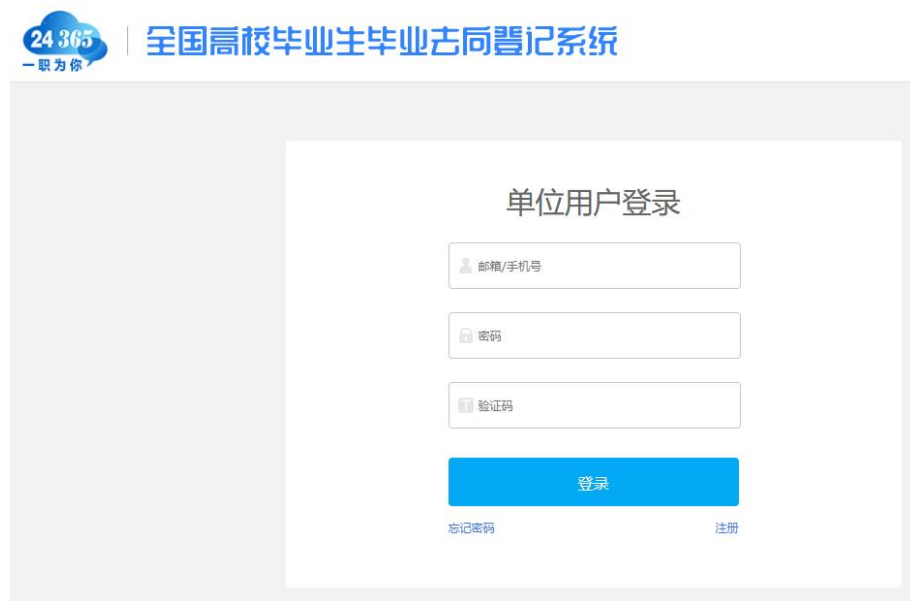 24 365
一职为你
全国高校毕业生毕业去向登记系统
单位用户登录
邮箱/手机号
密码
验证码
登录
忘记密码 注册